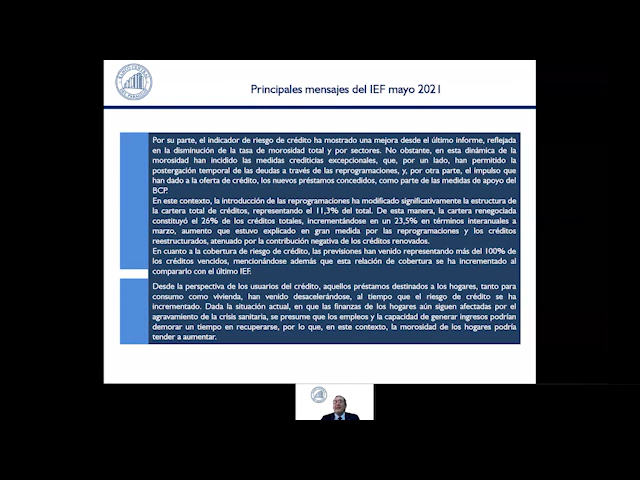 BANCO CENTRAL
DEL PARAGUAY
Principales mensajes del IEF mayo 2021
Por su parte, el indicador de riesgo de crédito ha mostrado una mejora desde el último informe, reflejada
en la disminución de la tasa de morosidad total y por sectores. No obstante, en esta dinámica de la
morosidad han incidido las medidas crediticias excepcionales, que, por un lado, han permitido la
postergación temporal de las deudas a través de las reprogramaciones, y, por otra parte, el impulso que
han dado a la oferta de crédito, los nuevos préstamos concedidos, como parte de las medidas de apoyo del
BCP.
En este contexto, la introducción de las reprogramaciones ha modificado significativamente la estructura de
la cartera total de créditos, representando el 11,3% del total. De esta manera, la cartera renegociada
constituyó el 26% de los créditos totales, incrementándose en un 23,5% en términos interanuales a
marzo, aumento que estuvo explicado en gran medida por las reprogramaciones y los créditos
reestructurados, atenuado por la contribución negativa de los créditos renovados.
En cuanto a la cobertura de riesgo de crédito, las previsiones han venido representando más del 100% de
los créditos vencidos, mencionándose además que esta relación de cobertura se ha incrementado al
compararlo con el último IEF.
Desde la perspectiva de los usuarios del crédito, aquellos préstamos destinados a los hogares, tanto para
consumo como vivienda, han venido desacelerándose, al tiempo que el riesgo de crédito se ha
incrementado. Dada la situación actual, en que las finanzas de los hogares aún siguen afectadas por el
agravamiento de la crisis sanitaria, se presume que los empleos y la capacidad de generar ingresos podrían
demorar un tiempo en recuperarse, por lo que, en este contexto, la morosidad de los hogares podría
tender a aumentar.